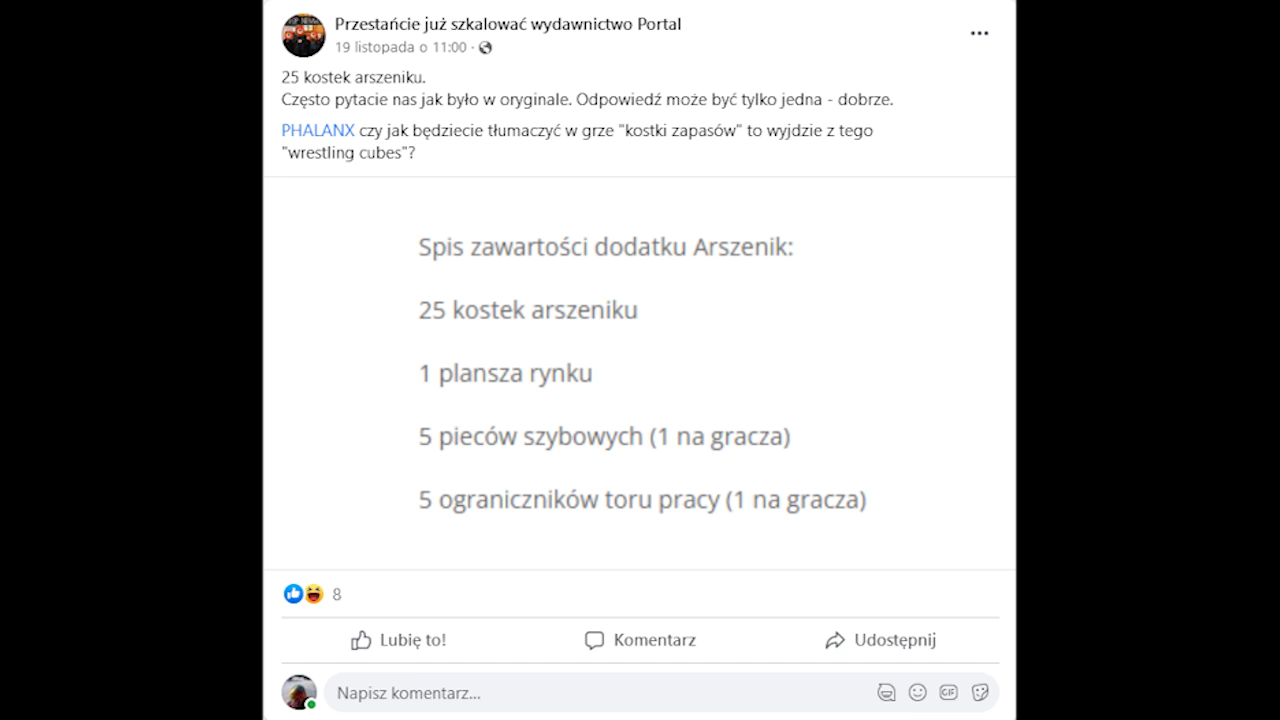 Przestańcie już szkalować wydawnictwo Portal
19 listopada o 11:00 ·
25 kostek arszeniku.
Często pytacie nas jak było w oryginale. Odpowiedź może być tylko jedna - dobrze.
PHALANX czy jak będziecie tłumaczyć w grze "kostki zapasów" to wyjdzie z tego
"wrestling cubes"?
Spis zawartości dodatku Arszenik:
25 kostek arszeniku
1 plansza rynku
5 pieców szybowych (1 na gracza)
5 ograniczników toru pracy (1 na gracza)
8
Lubię to! Komentarz Udostępnij
Napisz komentarz... GIF